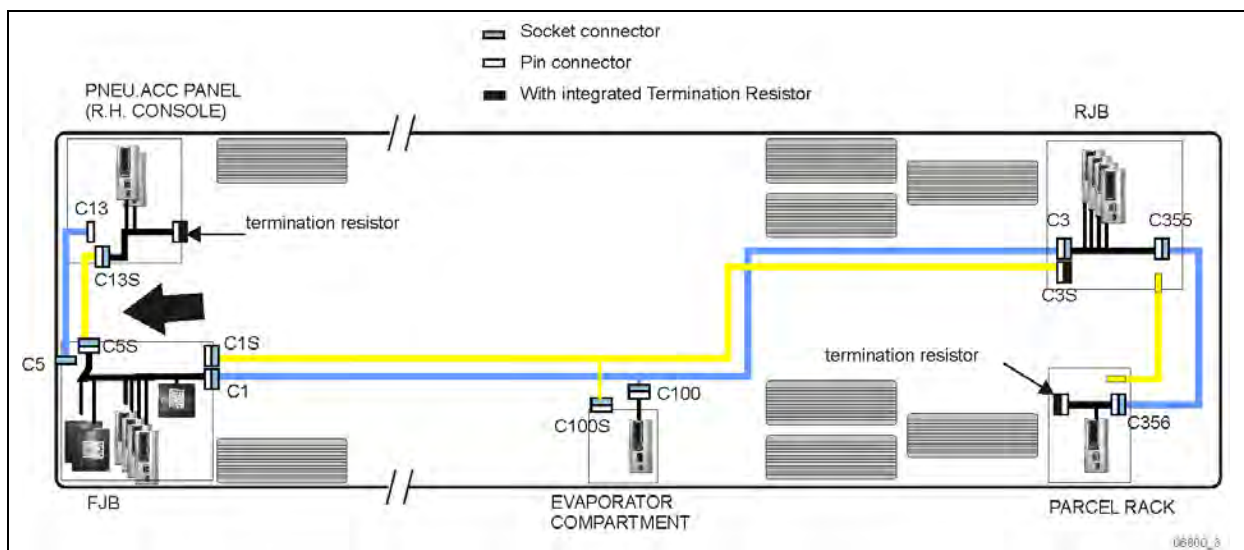 Socket connector
Pin connector
With integrated Termination Resistor
PNEU.ACC PANEL
(R.H. CONSOLE)
RJB
C13
termination resistor
C13S
C3
C355
C3S
C5
C5S
C1S
C1
termination resistor
C100
C100S
C356
FJB
EVAPORATOR
COMPARTMENT
PARCEL RACK
06800_3